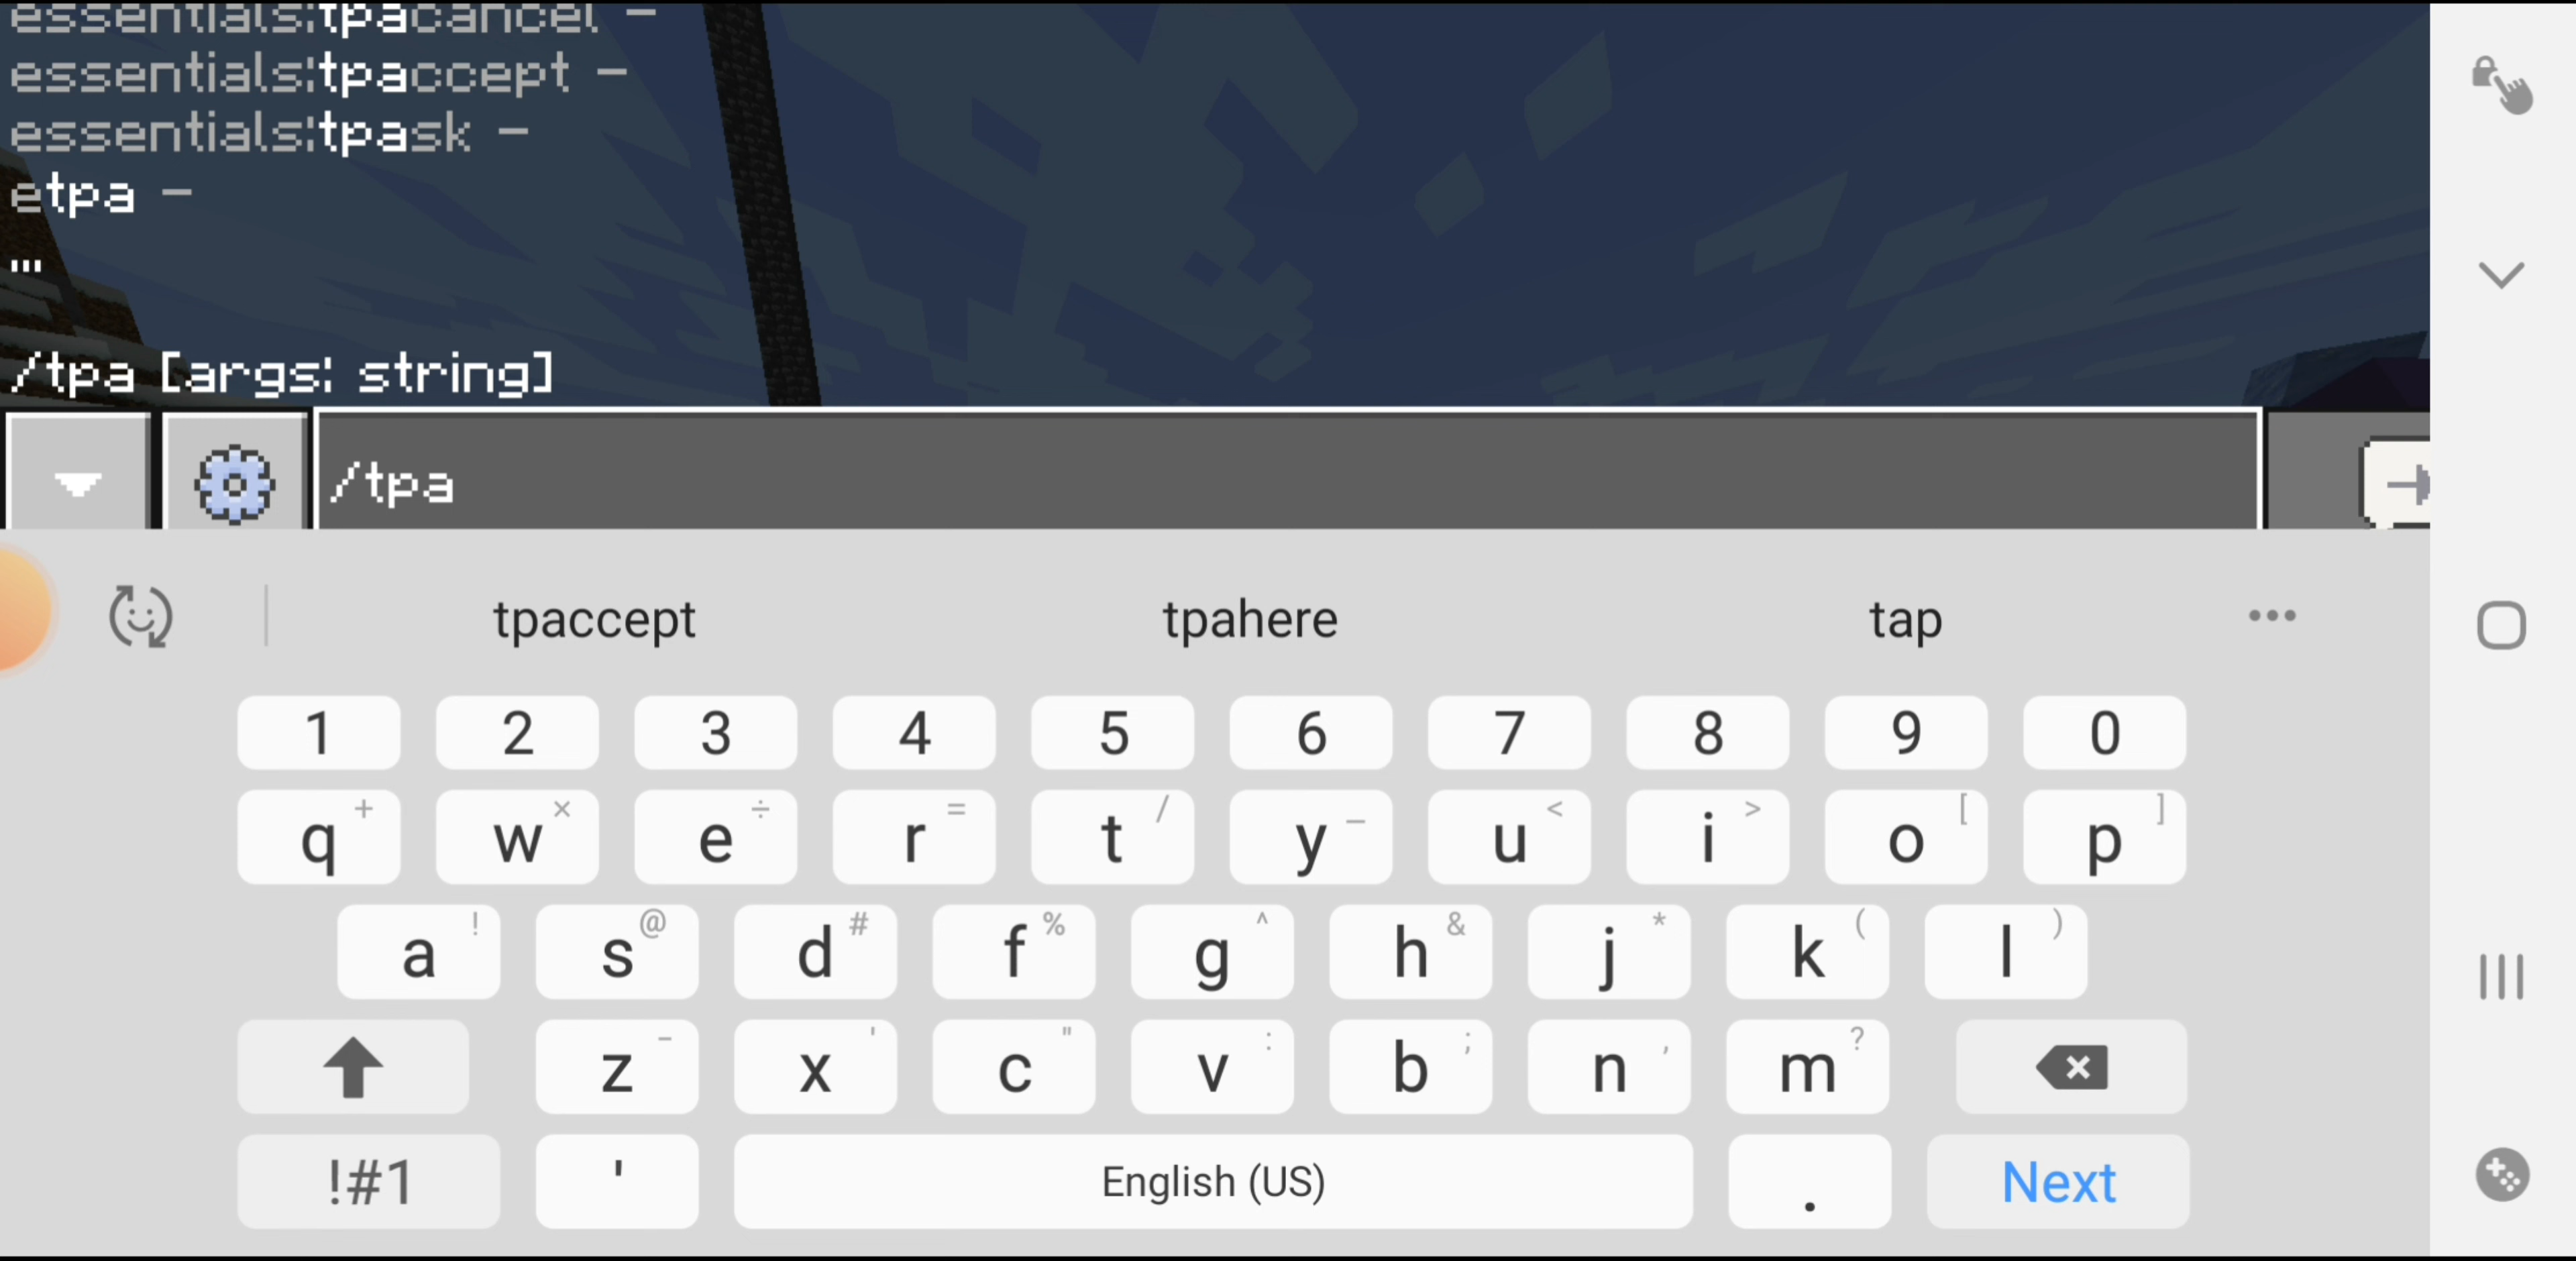 essentials:tpacancel -
essentials:tpaccept -
essentials:tpask -
etpa -
...
/tpa [args: string]
/tpa
tpaccept tpahere tap
1 2 3 4 5 6 7 8 9 0
q + w × e ÷ r = t / y _ u < i > o [ p ]
a ! s @ d # f % g ^ h & j * k ( l )
z - x ' c " v : b ; n , m ?
!#1 ' English (US) . Next